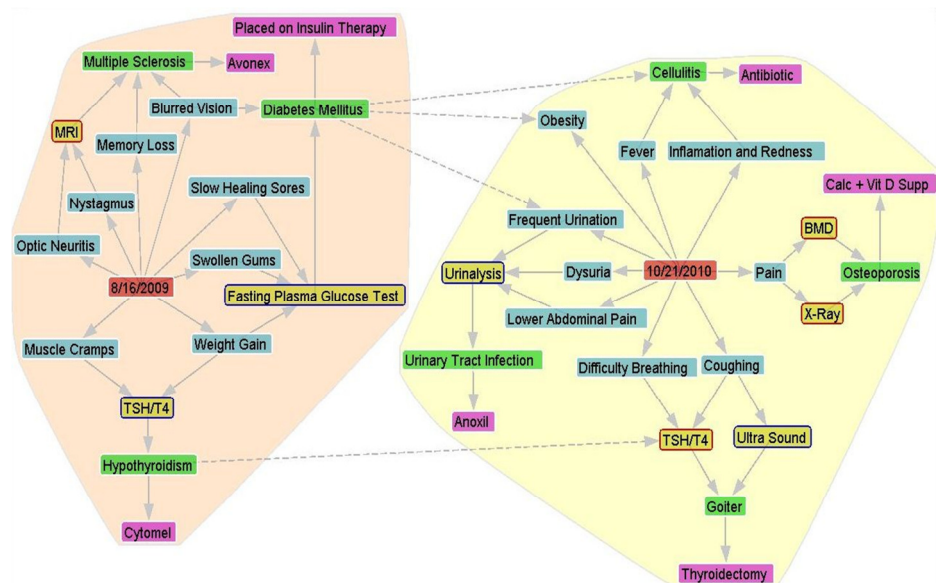 Placed on Insulin Therapy
Multiple Sclerosis
Avonex
Blurred Vision
Diabetes Mellitus
MRI
Memory Loss
Slow Healing Sores
Nystagmus
Optic Neuritis
Swollen Gums
8/16/2009
Fasting Plasma Glucose Test
Muscle Cramps
Weight Gain
TSH/T4
Hypothyroidism
Cytomel
Cellulitis
Antibiotic
Obesity
Fever
Inflamation and Redness
Calc + Vit D Supp
Frequent Urination
BMD
Urinalysis
Dysuria
10/21/2010
Pain
Osteoporosis
Lower Abdominal Pain
X-Ray
Urinary Tract Infection
Difficulty Breathing
Coughing
Anoxil
TSH/T4
Ultra Sound
Goiter
Thyroidectomy